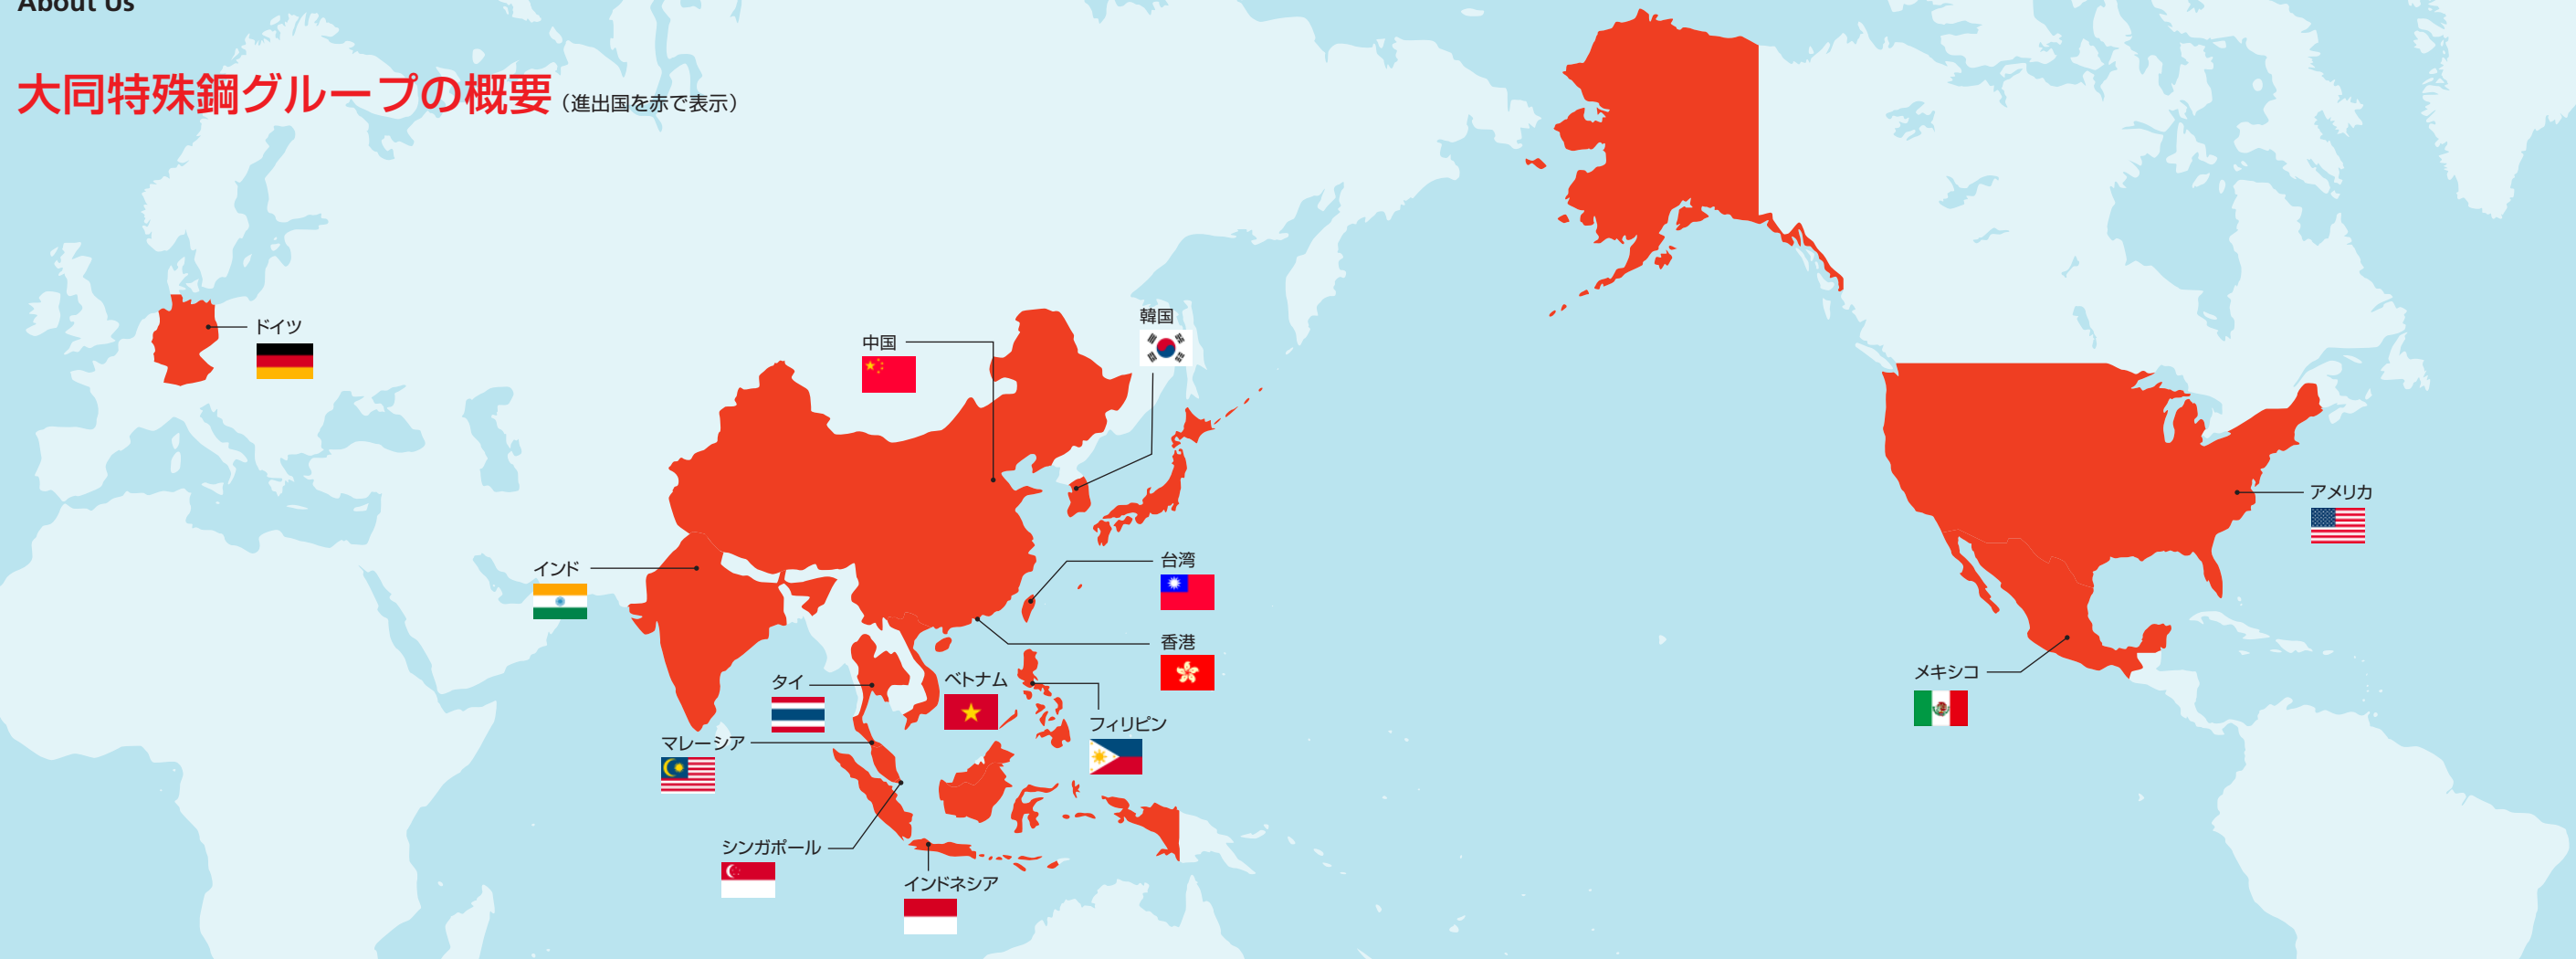 About Us
大同特殊鋼グループの概要（進出国を赤で表示）
ドイツ
中国
韓国
アメリカ
インド
台湾
香港
メキシコ
タイ
ベトナム
フィリピン
マレーシア
シンガポール
インドネシア